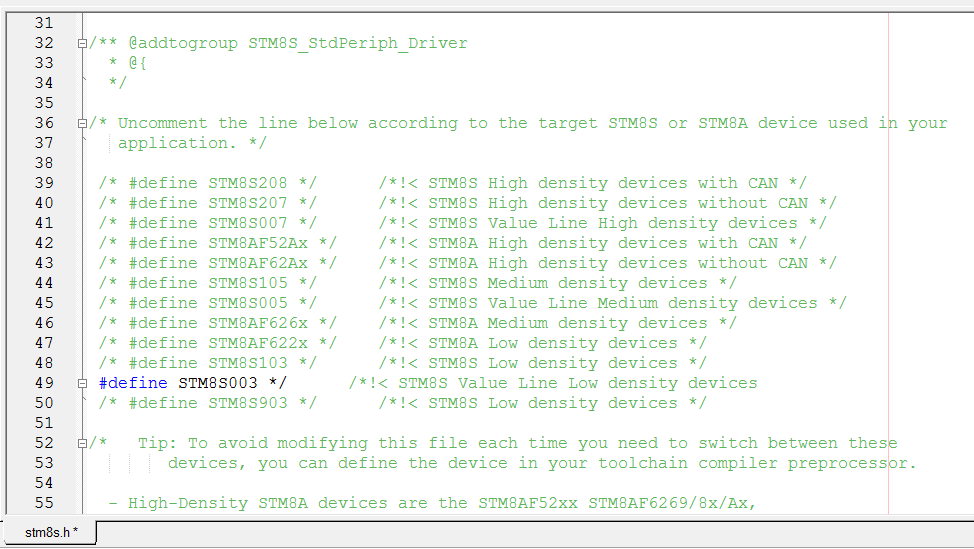 31
32 /** @addtogroup STM8S_StdPeriph_Driver
33 * @{
34 */
35
36 /* Uncomment the line below according to the target STM8S or STM8A device used in your
37 application. */
38
39 /* #define STM8S208 */ /*!< STM8S High density devices with CAN */
40 /* #define STM8S207 */ /*!< STM8S High density devices without CAN */
41 /* #define STM8S007 */ /*!< STM8S Value Line High density devices */
42 /* #define STM8AF52Ax */ /*!< STM8A High density devices with CAN */
43 /* #define STM8AF62Ax */ /*!< STM8A High density devices without CAN */
44 /* #define STM8S105 */ /*!< STM8S Medium density devices */
45 /* #define STM8S005 */ /*!< STM8S Value Line Medium density devices */
46 /* #define STM8AF626x */ /*!< STM8A Medium density devices */
47 /* #define STM8AF622x */ /*!< STM8A Low density devices */
48 /* #define STM8S103 */ /*!< STM8S Low density devices */
49 #define STM8S003 */ /*!< STM8S Value Line Low density devices
50 /* #define STM8S903 */ /*!< STM8S Low density devices */
51
52 /* Tip: To avoid modifying this file each time you need to switch between these
53 devices, you can define the device in your toolchain compiler preprocessor.
54
55 - High-Density STM8A devices are the STM8AF52xx STM8AF6269/8x/Ax,
stm8s.h *